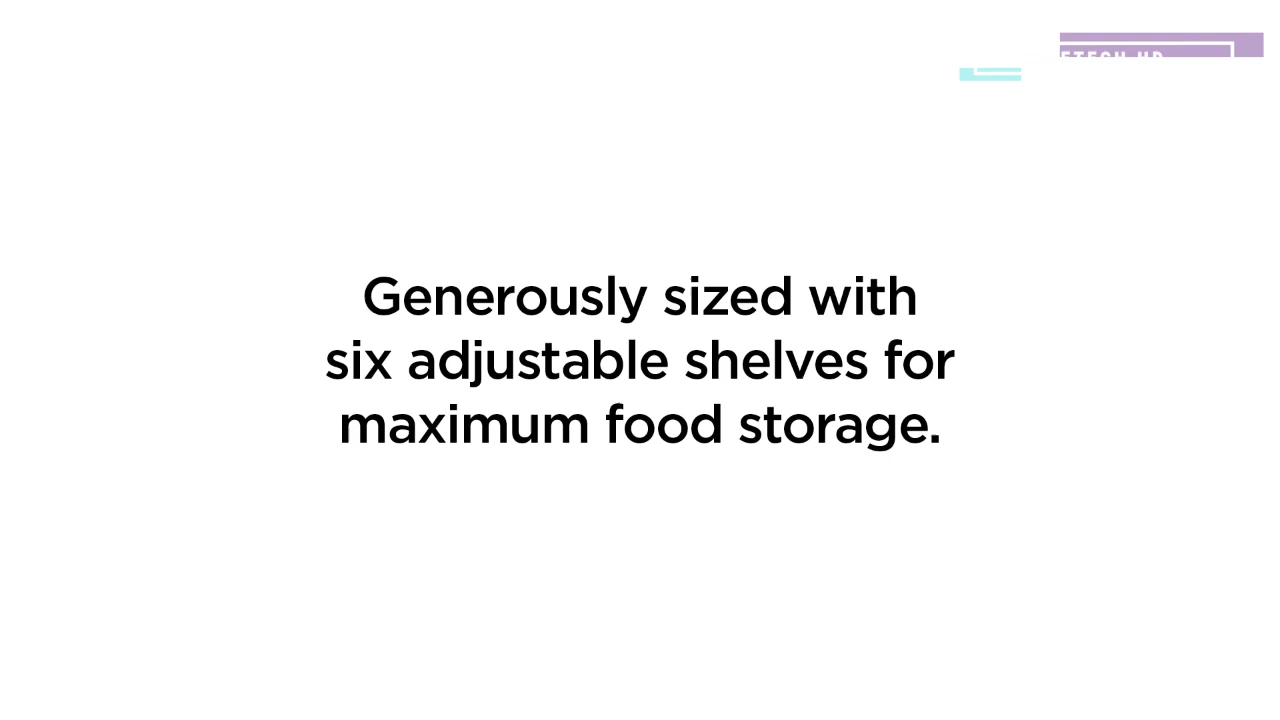 Generously sized with
six adjustable shelves for
maximum food storage.